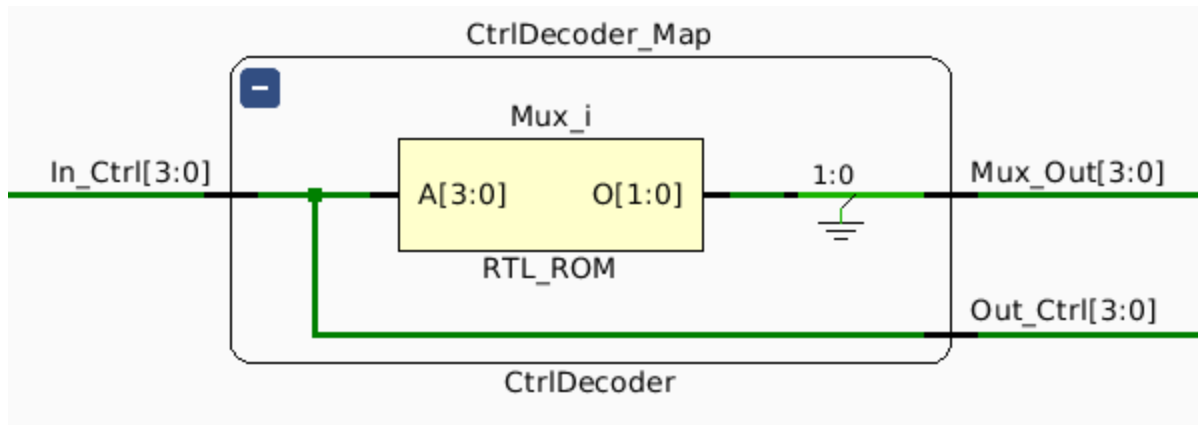 CtrlDecoder_Map
Mux_i
In_Ctrl[3:0]
A[3:0]
O[1:0]
1:0
Mux_Out[3:0]
RTL_ROM
Out_Ctrl[3:0]
CtrlDecoder